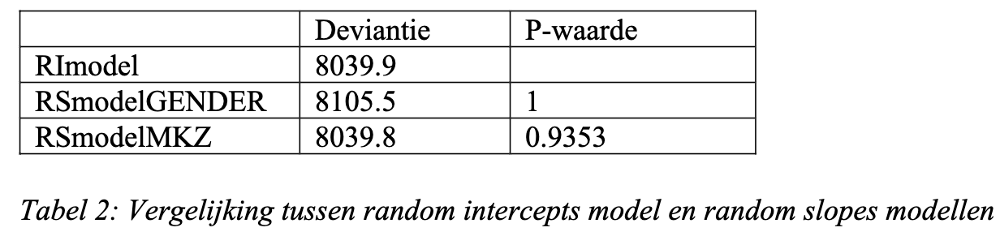 Deviantie P-waarde
RImodel 8039.9
RSmodelGENDER 8105.5 1
RSmodelMKZ 8039.8 0.9353
Tabel 2: Vergelijking tussen random intercepts model en random slopes modellen